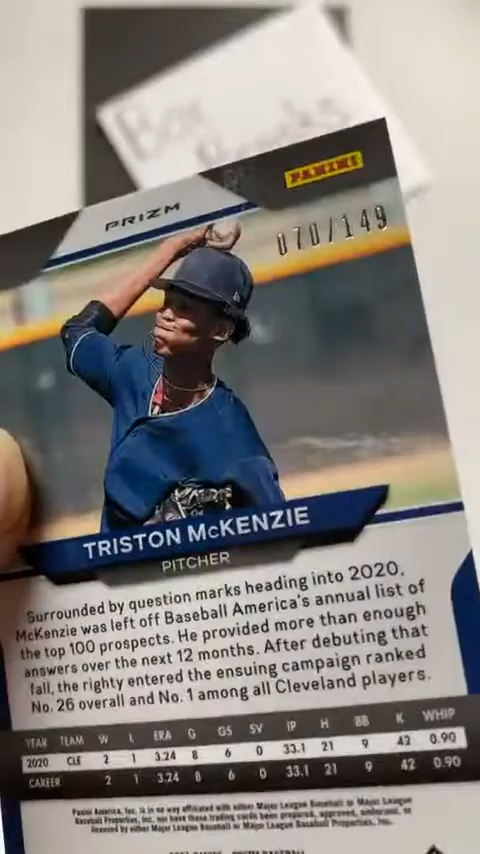 Box
Breaks
PRIZM
PANINI
070/149
TRISTON McKENZIE
PITCHER
Surrounded by question marks heading into 2020,
McKenzie was left off Baseball America's annual list of
the top 100 prospects. He provided more than enough
answers over the next 12 months. After debuting that
fall, the righty entered the ensuing campaign ranked
No. 26 overall and No. 1 among all Cleveland players.
YEAR TEAM W L ERA G GS SV IP H BB K WHIP
2020 CLE 2 1 3.24 8 6 0 33.1 21 9 42 0.90
CAREER 2 1 3.24 8 6 0 33.1 21 9 42 0.90
Panini America, Inc. is in no way affiliated with either Major League Baseball or Major League
Baseball Properties, Inc. nor have these trading cards been prepared, approved, endorsed, or
licensed by either Major League Baseball or Major League Baseball Properties, Inc.